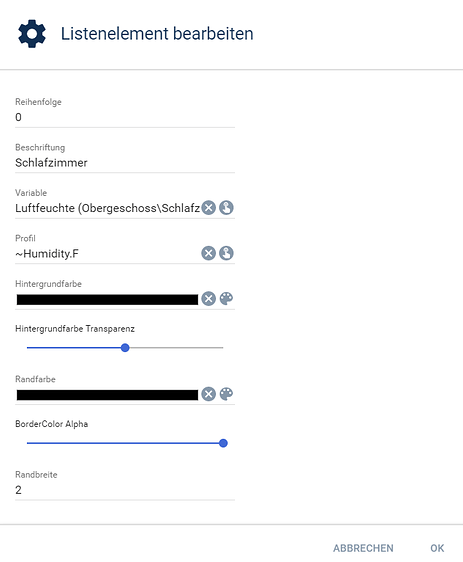 Listenelement bearbeiten
Reihenfolge
0
Beschriftung
Schlafzimmer
Variable
Luftfeuchte (Obergeschoss\Schlafz
Profil
~Humidity.F
Hintergrundfarbe
Hintergrundfarbe Transparenz
Randfarbe
BorderColor Alpha
Randbreite
2
ABBRECHEN OK